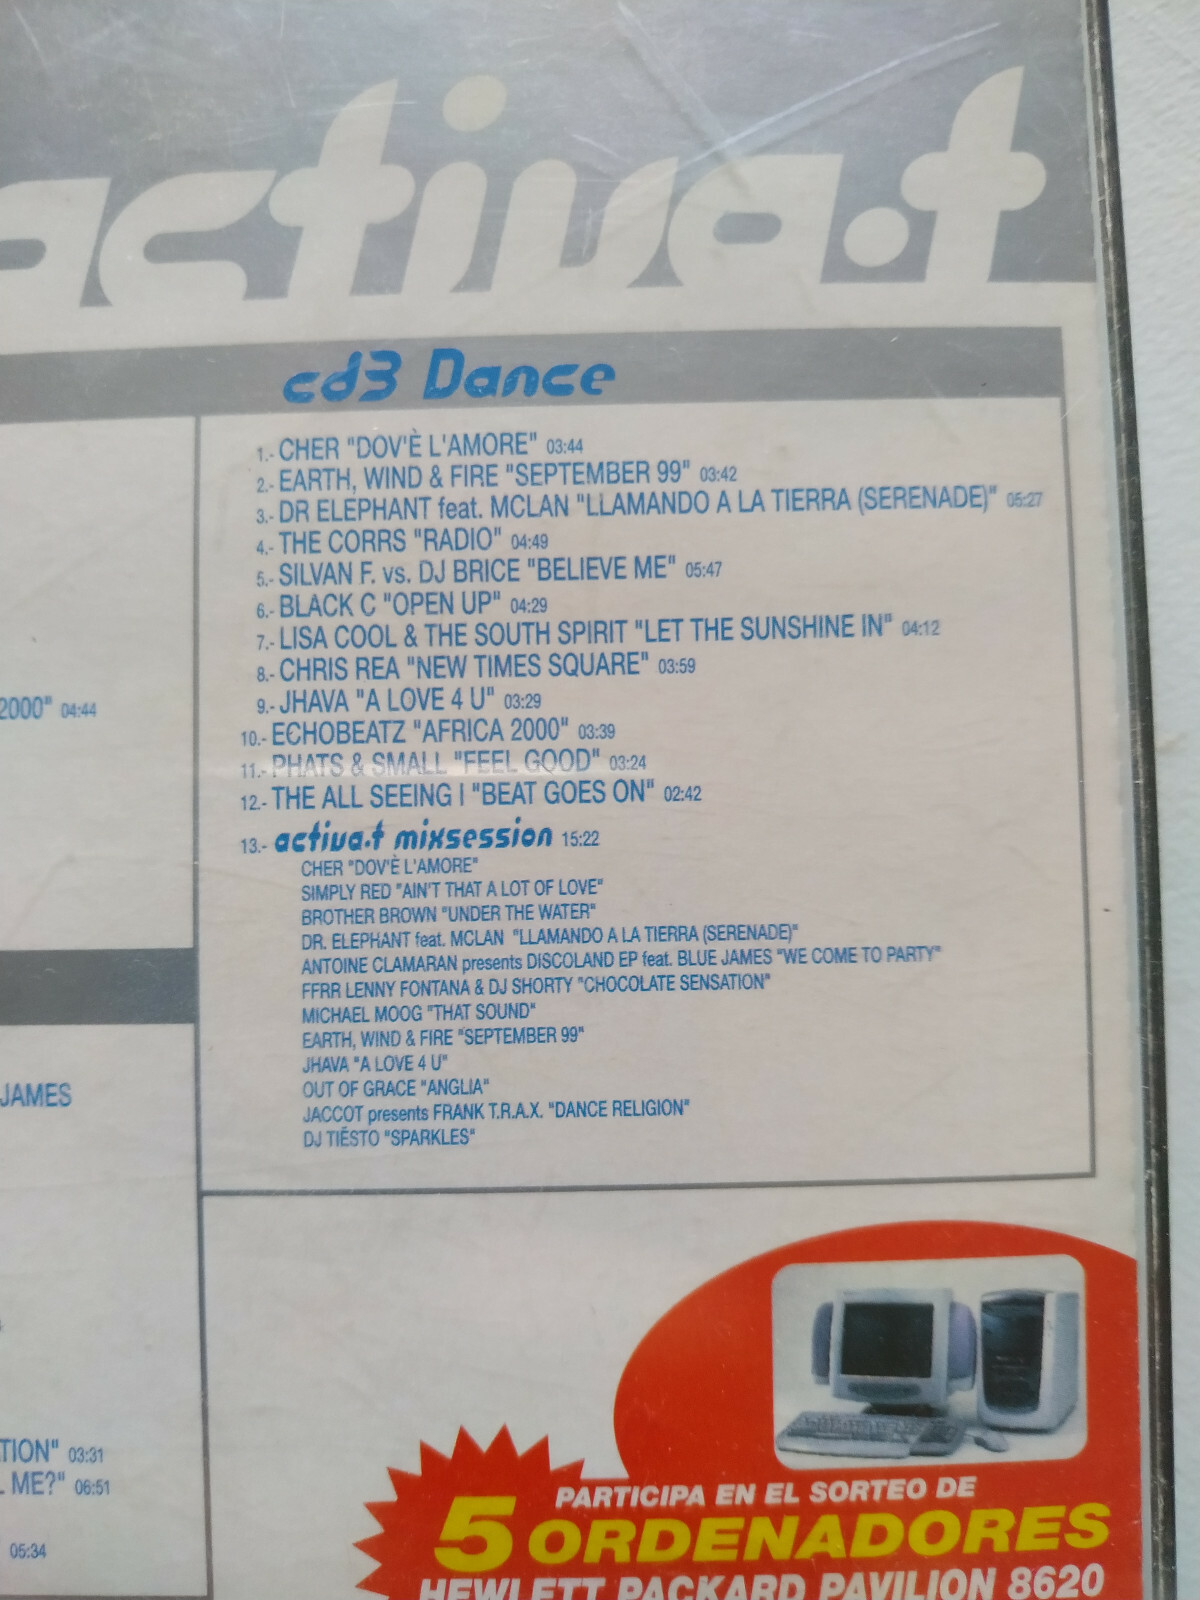 activa.t
cd3 Dance
1.- CHER "DOV'È L'AMORE" 03:44
2.- EARTH, WIND & FIRE "SEPTEMBER 99" 03:42
3.- DR ELEPHANT feat. MCLAN "LLAMANDO A LA TIERRA (SERENADE)" 05:27
4.- THE CORRS "RADIO" 04:49
5.- SILVAN F. vs. DJ BRICE "BELIEVE ME" 05:47
6.- BLACK C "OPEN UP" 04:29
7.- LISA COOL & THE SOUTH SPIRIT "LET THE SUNSHINE IN" 04:12
8.- CHRIS REA "NEW TIMES SQUARE" 03:59
9.- JHAVA "A LOVE 4 U" 03:29
10.- ECHOBEATZ "AFRICA 2000" 03:39
11.- PHATS & SMALL "FEEL GOOD" 03:24
12.- THE ALL SEEING I "BEAT GOES ON" 02:42
13.- activa.t mixsession 15:22
CHER "DOV'È L'AMORE"
SIMPLY RED "AIN'T THAT A LOT OF LOVE"
BROTHER BROWN "UNDER THE WATER"
DR. ELEPHANT feat. MCLAN "LLAMANDO A LA TIERRA (SERENADE)"
ANTOINE CLAMARAN presents DISCOLAND EP feat. BLUE JAMES "WE COME TO PARTY"
FFRR LENNY FONTANA & DJ SHORTY "CHOCOLATE SENSATION"
MICHAEL MOOG "THAT SOUND"
EARTH, WIND & FIRE "SEPTEMBER 99"
JHAVA "A LOVE 4 U"
OUT OF GRACE "ANGLIA"
JACCOT presents FRANK T.R.A.X. "DANCE RELIGION"
DJ TIËSTO "SPARKLES"
2000" 04:44
JAMES
TION" 03:31
L ME?" 06:51
05:34
PARTICIPA EN EL SORTEO DE
5 ORDENADORES
HEWLETT PACKARD PAVILION 8620